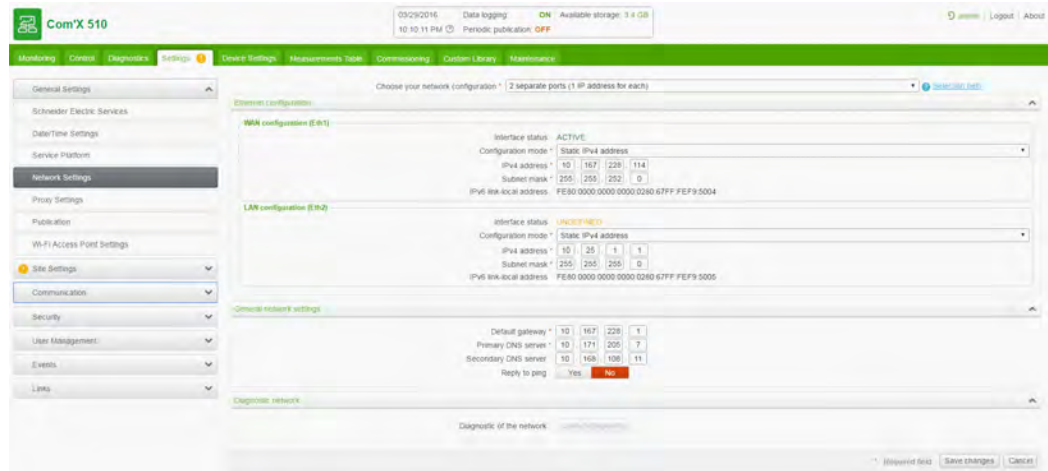 Com'X 510
03/29/2016 Data logging: ON Available storage: 3.4 GB
10:10:11 PM Periodic publication: OFF
admin Logout About
Monitoring Control Diagnostics Settings Device Settings Measurements Table Commissioning Custom Library Maintenance
General Settings
Schneider Electric Services
Date/Time Settings
Service Platform
Network Settings
Proxy Settings
Publication
Wi-Fi Access Point Settings
Site Settings
Communication
Security
User Management
Events
Links
Choose your network configuration * 2 separate ports (1 IP address for each) Selection help
Ethernet configuration
WAN configuration (Eth1)
Interface status ACTIVE
Configuration mode * Static IPv4 address
IPv4 address * 10 . 167 . 228 . 114
Subnet mask * 255 . 255 . 252 . 0
IPv6 link-local address FE80:0000:0000:0000:0280:67FF:FEF9:5004
LAN configuration (Eth2)
Interface status UNDEFINED
Configuration mode * Static IPv4 address
IPv4 address * 10 . 25 . 1 . 1
Subnet mask * 255 . 255 . 255 . 0
IPv6 link-local address FE80:0000:0000:0000:0280:67FF:FEF9:5005
General network settings
Default gateway * 10 . 167 . 228 . 1
Primary DNS server * 10 . 171 . 205 . 7
Secondary DNS server 10 . 168 . 108 . 11
Reply to ping Yes No
Diagnostic network
Diagnostic of the network
* Required field Save changes Cancel